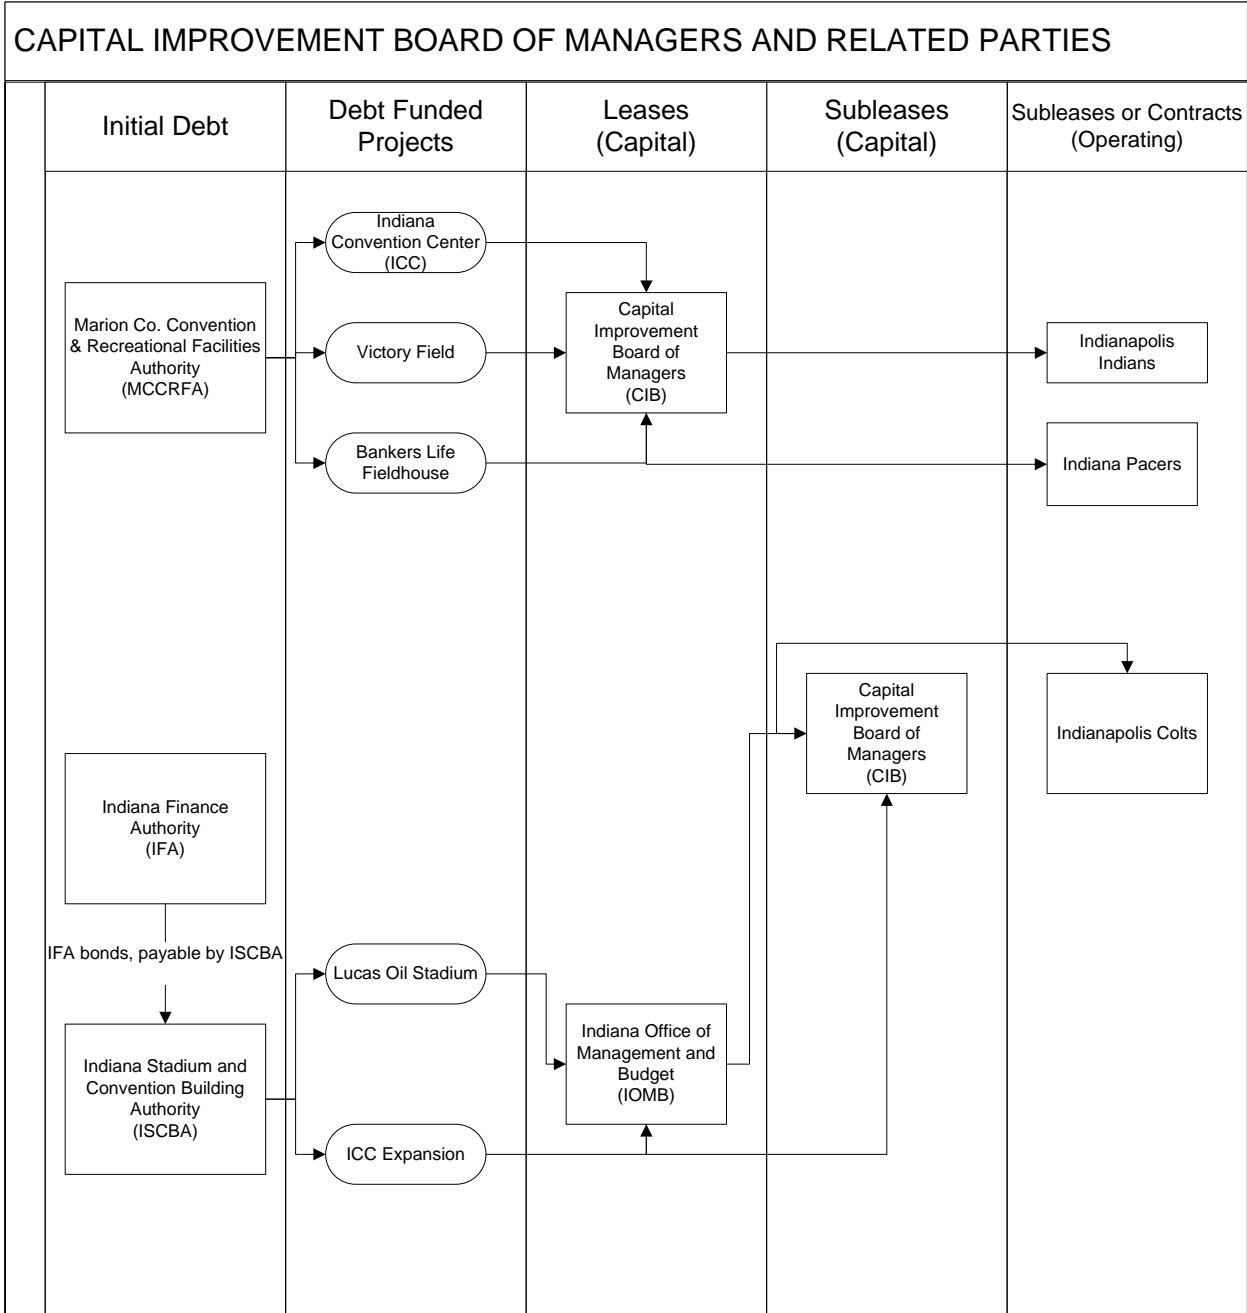 CAPITAL IMPROVEMENT BOARD OF MANAGERS AND RELATED PARTIES
Initial Debt
Debt Funded
Projects
Leases
(Capital)
Subleases
(Capital)
Subleases or Contracts
(Operating)
Indiana
Convention Center
(ICC)
Marion Co. Convention
& Recreational Facilities
Authority
(MCCRFA)
Victory Field
Capital
Improvement
Board of
Managers
(CIB)
Indianapolis
Indians
Bankers Life
Fieldhouse
Indiana Pacers
Capital
Improvement
Board of
Managers
(CIB)
Indianapolis Colts
Indiana Finance
Authority
(IFA)
IFA bonds, payable by ISCBA
Lucas Oil Stadium
Indiana Stadium and
Convention Building
Authority
(ISCBA)
Indiana Office of
Management and
Budget
(IOMB)
ICC Expansion